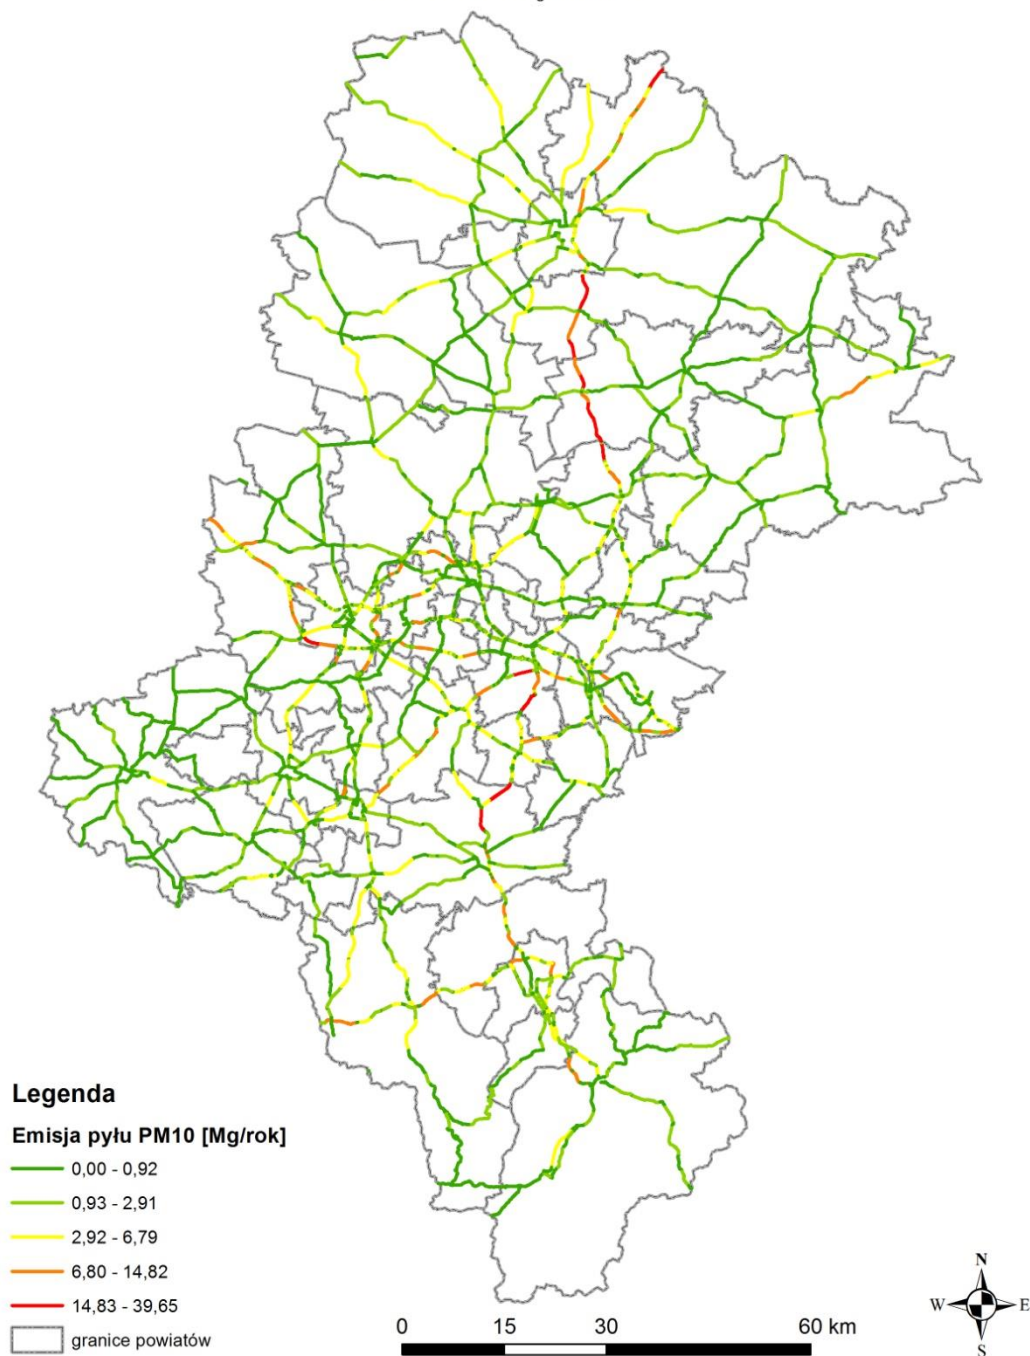 Legenda
Emisja pyłu PM10 [Mg/rok]
0,00 - 0,92
0,93 - 2,91
2,92 - 6,79
6,80 - 14,82
14,83 - 39,65
granice powiatów
0 15 30 60 km
N
W E
S